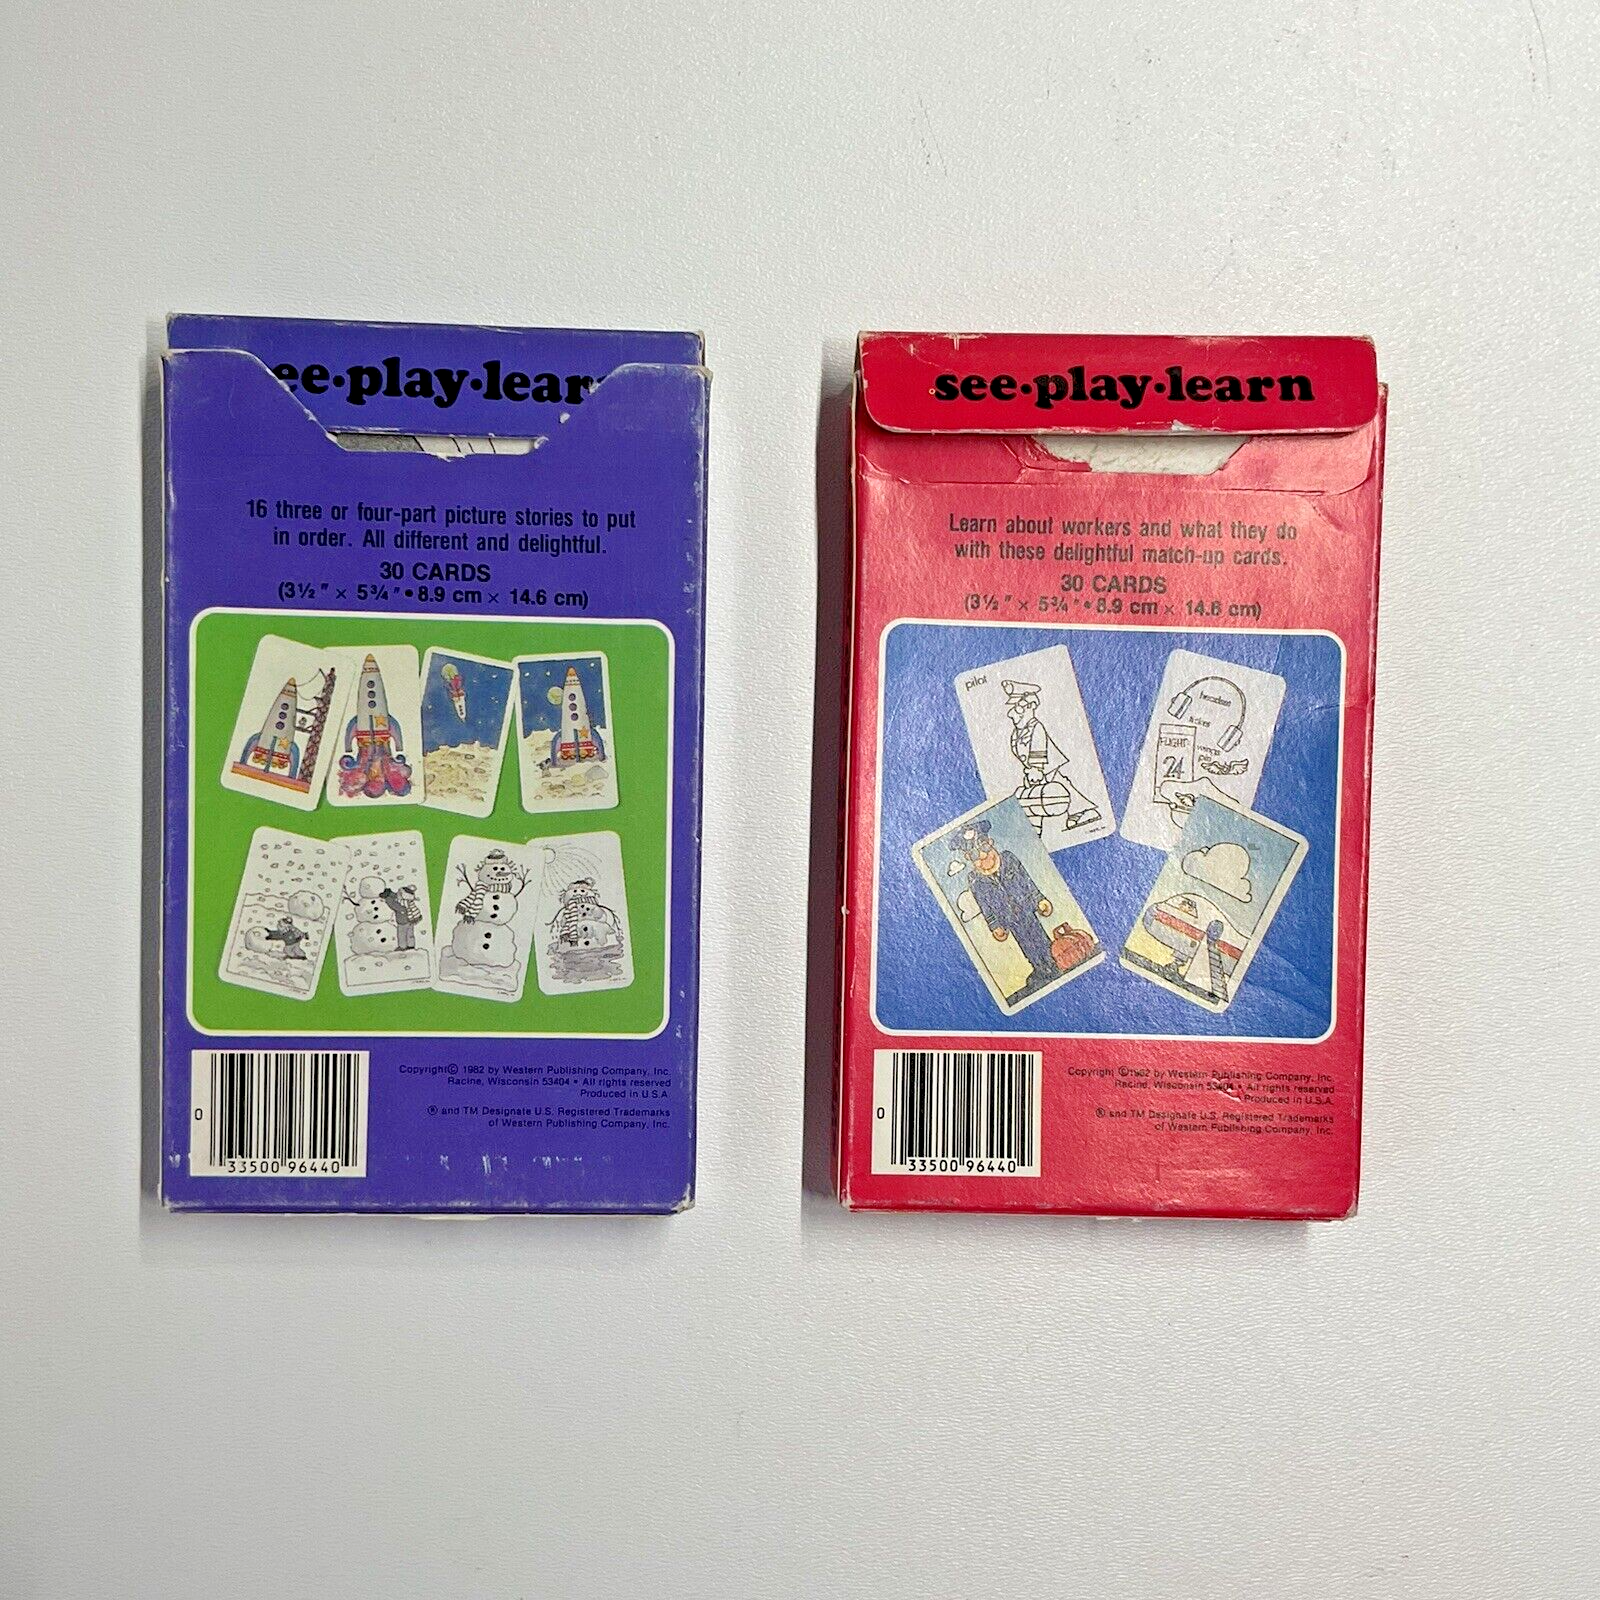 ee•play•lear
16 three or four-part picture stories to put
in order. All different and delightful.
30 CARDS
(3½" × 5¾" • 8.9 cm × 14.6 cm)
0
33500 96440
Copyright © 1982 by Western Publishing Company, Inc.
Racine, Wisconsin 53404 • All rights reserved
Produced in U.S.A.
® and TM Designate U.S. Registered Trademarks
of Western Publishing Company, Inc.
see•play•learn
Learn about workers and what they do
with these delightful match-up cards.
30 CARDS
(3½" × 5¾" • 8.9 cm × 14.6 cm)
pilot
headset
ticket
FLIGHT
24
wings
0
33500 96440
Copyright © 1982 by Western Publishing Company, Inc.
Racine, Wisconsin 53404 • All rights reserved
Produced in U.S.A.
® and TM Designate U.S. Registered Trademarks
of Western Publishing Company, Inc.